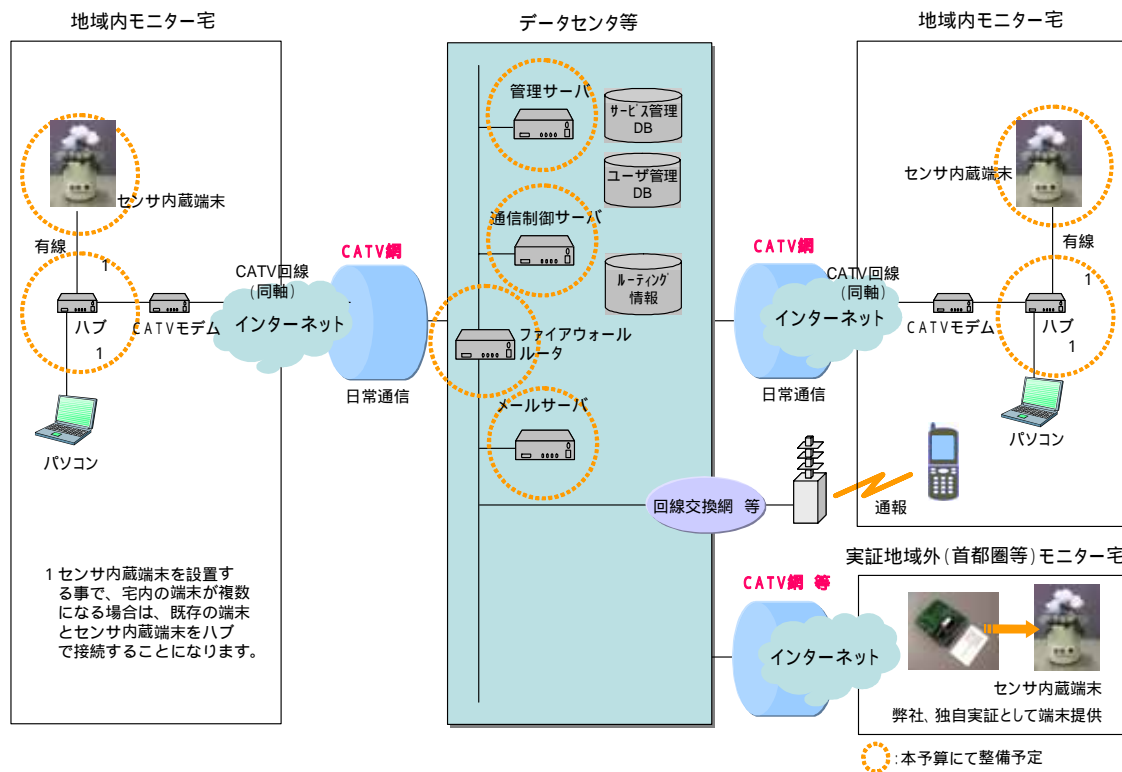 地域内モニター宅
センサ内蔵端末
有線
1
ハブ
1
CATVモデム
パソコン
CATV回線
(同軸)
インターネット
CATV網
日常通信
1 センサ内蔵端末を設置す
る事で、宅内の端末が複数
になる場合は、既存の端末
とセンサ内蔵端末をハブ
で接続することになります。
データセンタ等
管理サーバ
サービス管理
DB
ユーザ管理
DB
通信制御サーバ
ルーティング
情報
ファイアウォール
ルータ
メールサーバ
回線交換網 等
地域内モニター宅
センサ内蔵端末
有線
1
CATV網
CATV回線
(同軸)
インターネット
CATVモデム
ハブ
1
日常通信
パソコン
通報
実証地域外(首都圏等)モニター宅
CATV網 等
インターネット
センサ内蔵端末
弊社、独自実証として端末提供
:本予算にて整備予定